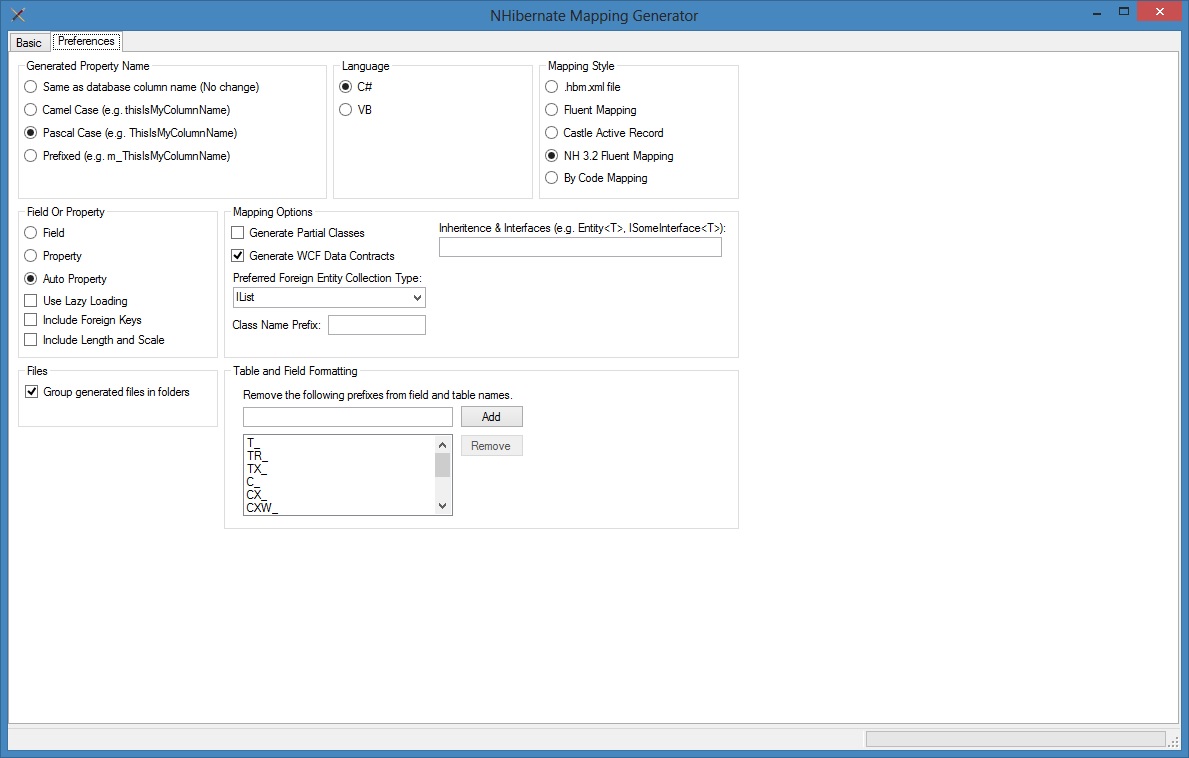 NHibernate Mapping Generator
Basic
Preferences
Generated Property Name
Same as database column name (No change)
Camel Case (e.g. thisIsMyColumnName)
Pascal Case (e.g. ThisIsMyColumnName)
Prefixed (e.g. m_ThisIsMyColumnName)
Language
C#
VB
Mapping Style
.hbm.xml file
Fluent Mapping
Castle Active Record
NH 3.2 Fluent Mapping
By Code Mapping
Field Or Property
Field
Property
Auto Property
Use Lazy Loading
Include Foreign Keys
Include Length and Scale
Mapping Options
Generate Partial Classes
Generate WCF Data Contracts
Preferred Foreign Entity Collection Type:
IList
Class Name Prefix:
Inheritence & Interfaces (e.g. Entity<T>, ISomeInterface<T>):
Files
Group generated files in folders
Table and Field Formatting
Remove the following prefixes from field and table names.
Add
T_
TR_
TX_
C_
CX_
CXW_
Remove